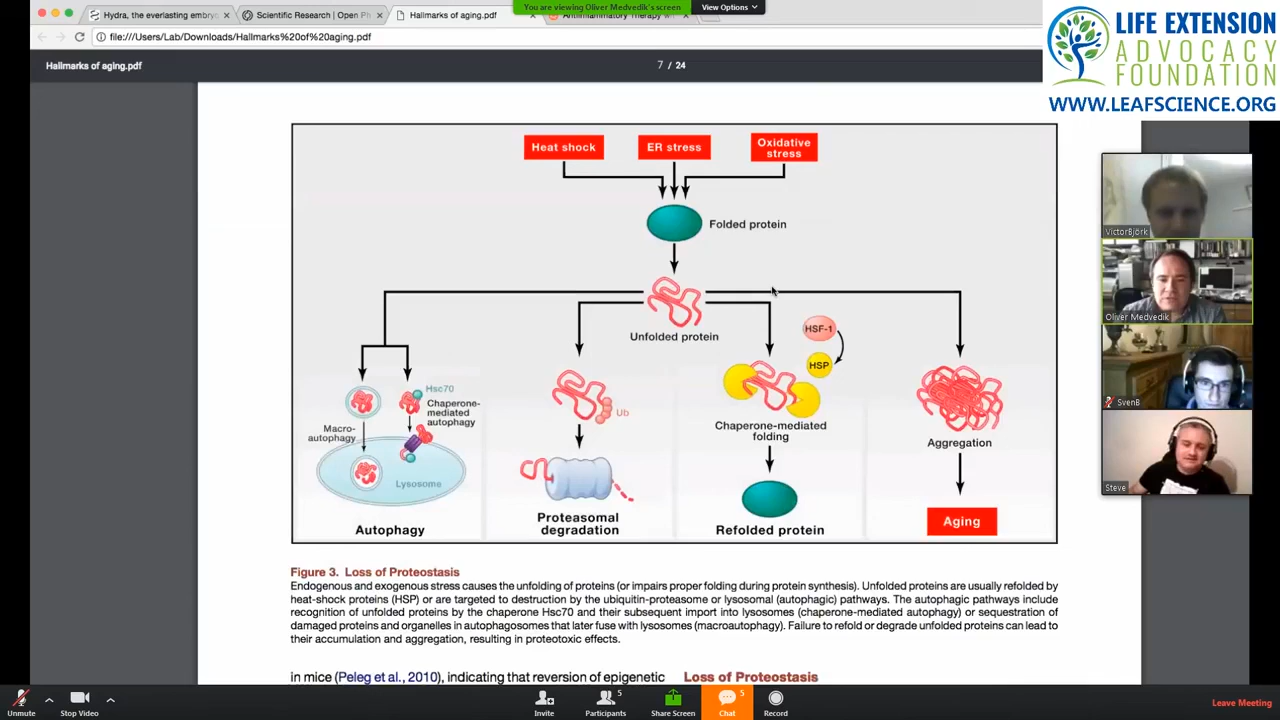 Hydra, the everlasting embryo
Scientific Research | Open Ph
Hallmarks of aging.pdf
You are viewing Oliver Medvedik's screen
View Options
file:///Users/Lab/Downloads/Hallmarks%20of%20aging.pdf
Hallmarks of aging.pdf
7 / 24
LIFE EXTENSION
ADVOCACY
FOUNDATION
WWW.LEAFSCIENCE.ORG
Heat shock
ER stress
Oxidative
stress
Folded protein
Unfolded protein
HSF-1
HSP
Hsc70
Chaperone-
mediated
autophagy
Macro-
autophagy
Lysosome
Autophagy
Ub
Proteasomal
degradation
Chaperone-mediated
folding
Refolded protein
Aggregation
Aging
Figure 3. Loss of Proteostasis
Endogenous and exogenous stress causes the unfolding of proteins (or impairs proper folding during protein synthesis). Unfolded proteins are usually refolded by
heat-shock proteins (HSP) or are targeted to destruction by the ubiquitin-proteasome or lysosomal (autophagic) pathways. The autophagic pathways include
recognition of unfolded proteins by the chaperone Hsc70 and their subsequent import into lysosomes (chaperone-mediated autophagy) or sequestration of
damaged proteins and organelles in autophagosomes that later fuse with lysosomes (macroautophagy). Failure to refold or degrade unfolded proteins can lead to
their accumulation and aggregation, resulting in proteotoxic effects.
in mice (Peleg et al., 2010), indicating that reversion of epigenetic
Loss of Proteostasis
VictorBjörk
Oliver Medvedik
SvenB
Steve
Unmute
Stop Video
Invite
5
Participants
Share Screen
5
Chat
Record
Leave Meeting